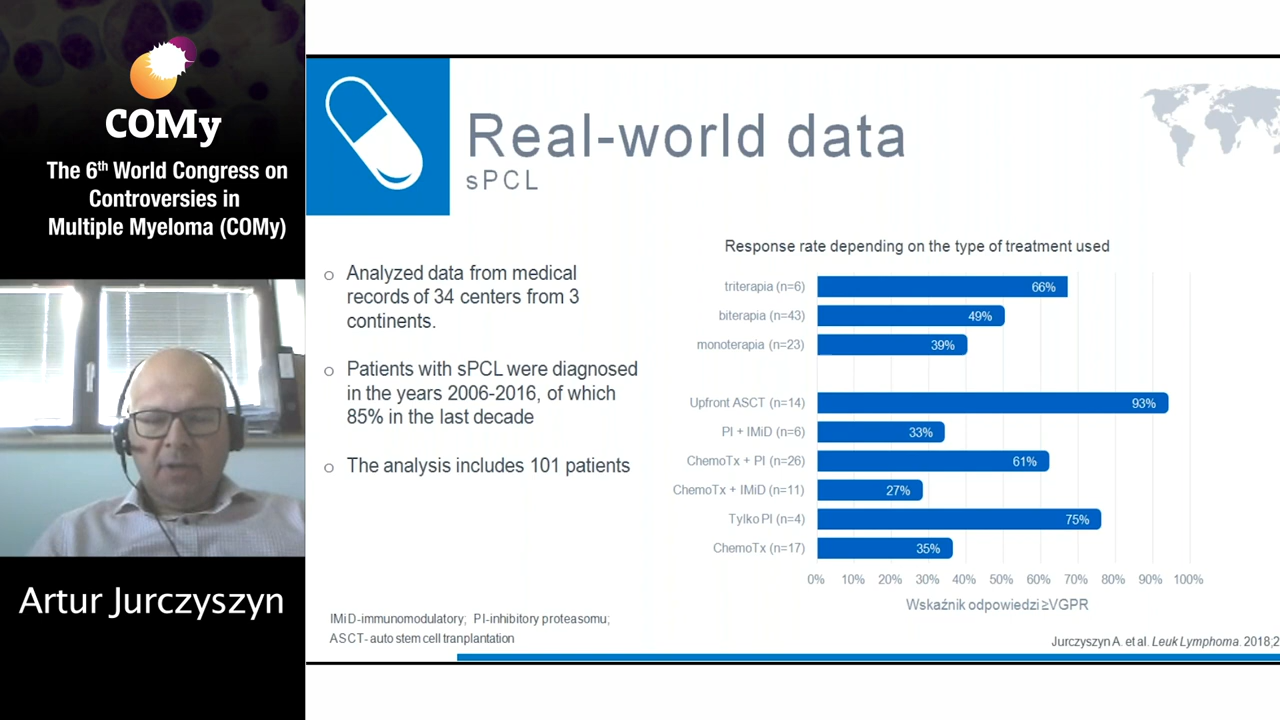 COMy
The 6th World Congress on
Controversies in
Multiple Myeloma (COMy)
Artur Jurczyszyn
Real-world data
sPCL
Analyzed data from medical
records of 34 centers from 3
continents.
Patients with sPCL were diagnosed
in the years 2006-2016, of which
85% in the last decade
The analysis includes 101 patients
IMiD-immunomodulatory; PI-inhibitory proteasomu;
ASCT- auto stem cell tranplantation
Response rate depending on the type of treatment used
triterapia (n=6) 66%
biterapia (n=43) 49%
monoterapia (n=23) 39%
Upfront ASCT (n=14) 93%
PI + IMiD (n=6) 33%
ChemoTx + PI (n=26) 61%
ChemoTx + IMiD (n=11) 27%
Tylko PI (n=4) 75%
ChemoTx (n=17) 35%
0% 10% 20% 30% 40% 50% 60% 70% 80% 90% 100%
Wskaźnik odpowiedzi ≥VGPR
Jurczyszyn A. et al. Leuk Lymphoma. 2018;2